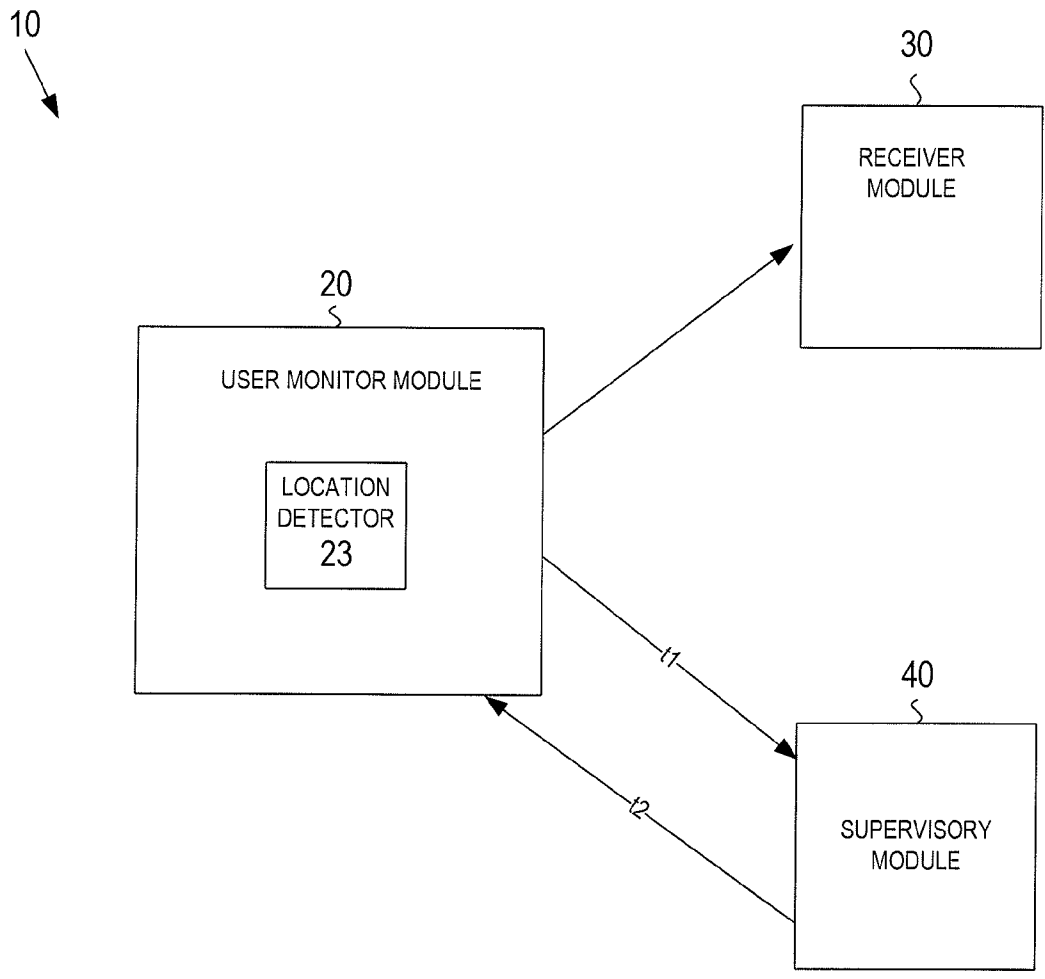 10
30
RECEIVER
MODULE
20
USER MONITOR MODULE
LOCATION
DETECTOR
23
t1
40
t2
SUPERVISORY
MODULE